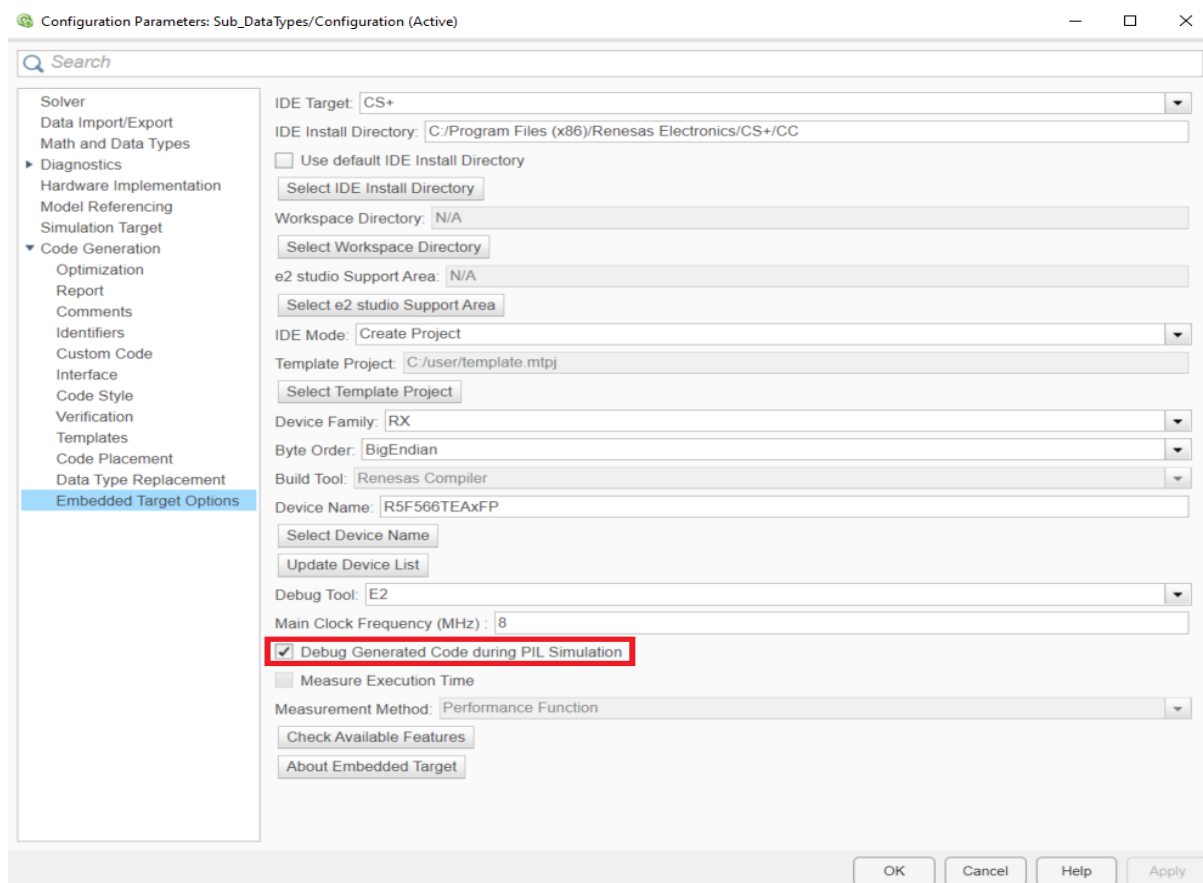 Configuration Parameters: Sub_DataTypes/Configuration (Active)
Search
Solver
Data Import/Export
Math and Data Types
Diagnostics
Hardware Implementation
Model Referencing
Simulation Target
Code Generation
Optimization
Report
Comments
Identifiers
Custom Code
Interface
Code Style
Verification
Templates
Code Placement
Data Type Replacement
Embedded Target Options
IDE Target: CS+
IDE Install Directory: C:/Program Files (x86)/Renesas Electronics/CS+/CC
Use default IDE Install Directory
Select IDE Install Directory
Workspace Directory: N/A
Select Workspace Directory
e2 studio Support Area: N/A
Select e2 studio Support Area
IDE Mode: Create Project
Template Project: C:/user/template.mtpj
Select Template Project
Device Family: RX
Byte Order: BigEndian
Build Tool: Renesas Compiler
Device Name: R5F566TEAxFP
Select Device Name
Update Device List
Debug Tool: E2
Main Clock Frequency (MHz) : 8
Debug Generated Code during PIL Simulation
Measure Execution Time
Measurement Method: Performance Function
Check Available Features
About Embedded Target
OK Cancel Help Apply